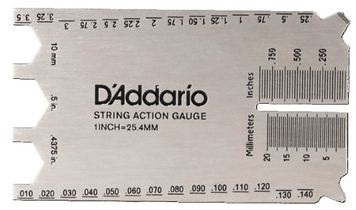 3.5 3.25 3 2.75 2.5 2.25 2 1.75 1.5 1.25 1 .75 .5 .25
10 mm
.5 in.
.4375 in.
D'Addario
STRING ACTION GAUGE
1INCH=25.4MM
.750 .500 .250
Inches
Millimeters
20 15 10 5
.010 .020 .030 .040 .050 .060 .070 .080 .090 .100 .110 .120 .130 .140